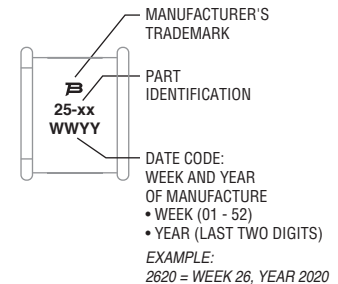 MANUFACTURER'S
TRADEMARK
PART
IDENTIFICATION
25-xx
WWYY
DATE CODE:
WEEK AND YEAR
OF MANUFACTURE
• WEEK (01 - 52)
• YEAR (LAST TWO DIGITS)
EXAMPLE:
2620 = WEEK 26, YEAR 2020